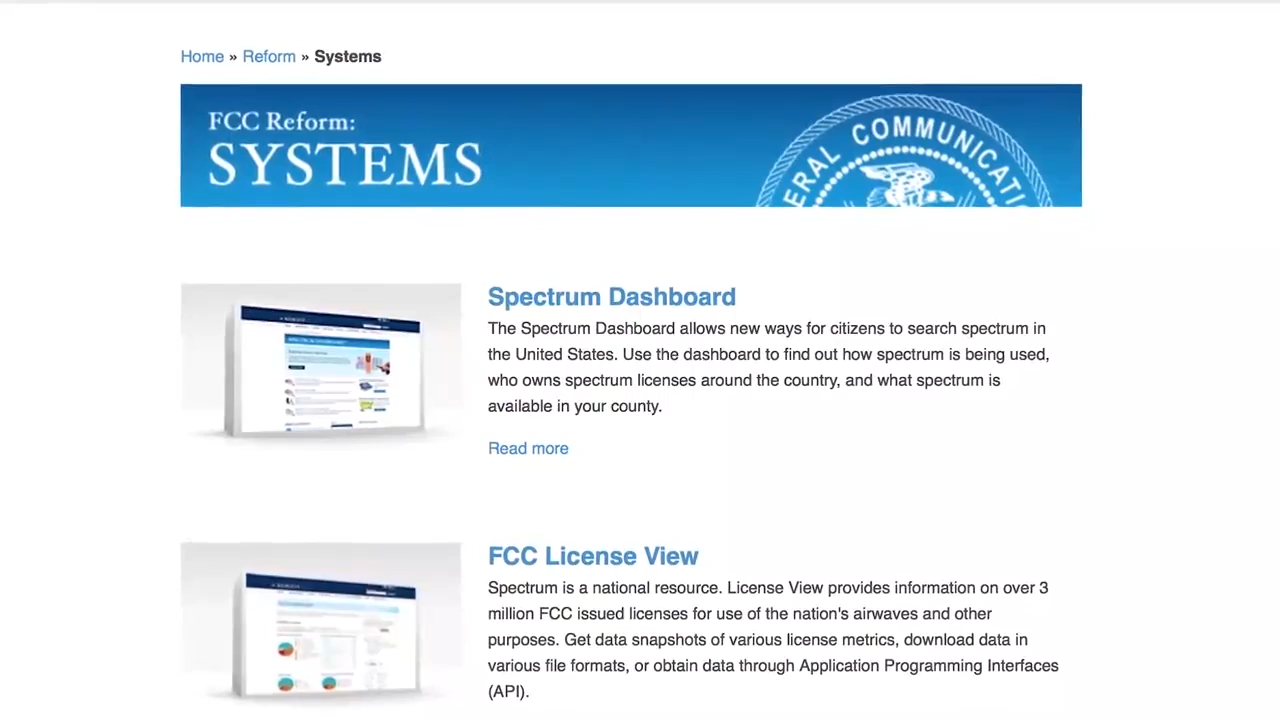 Home » Reform » Systems
FCC Reform:
SYSTEMS
ERAL COMMUNICATI
Spectrum Dashboard
The Spectrum Dashboard allows new ways for citizens to search spectrum in
the United States. Use the dashboard to find out how spectrum is being used,
who owns spectrum licenses around the country, and what spectrum is
available in your county.
Read more
FCC License View
Spectrum is a national resource. License View provides information on over 3
million FCC issued licenses for use of the nation's airwaves and other
purposes. Get data snapshots of various license metrics, download data in
various file formats, or obtain data through Application Programming Interfaces
(API).